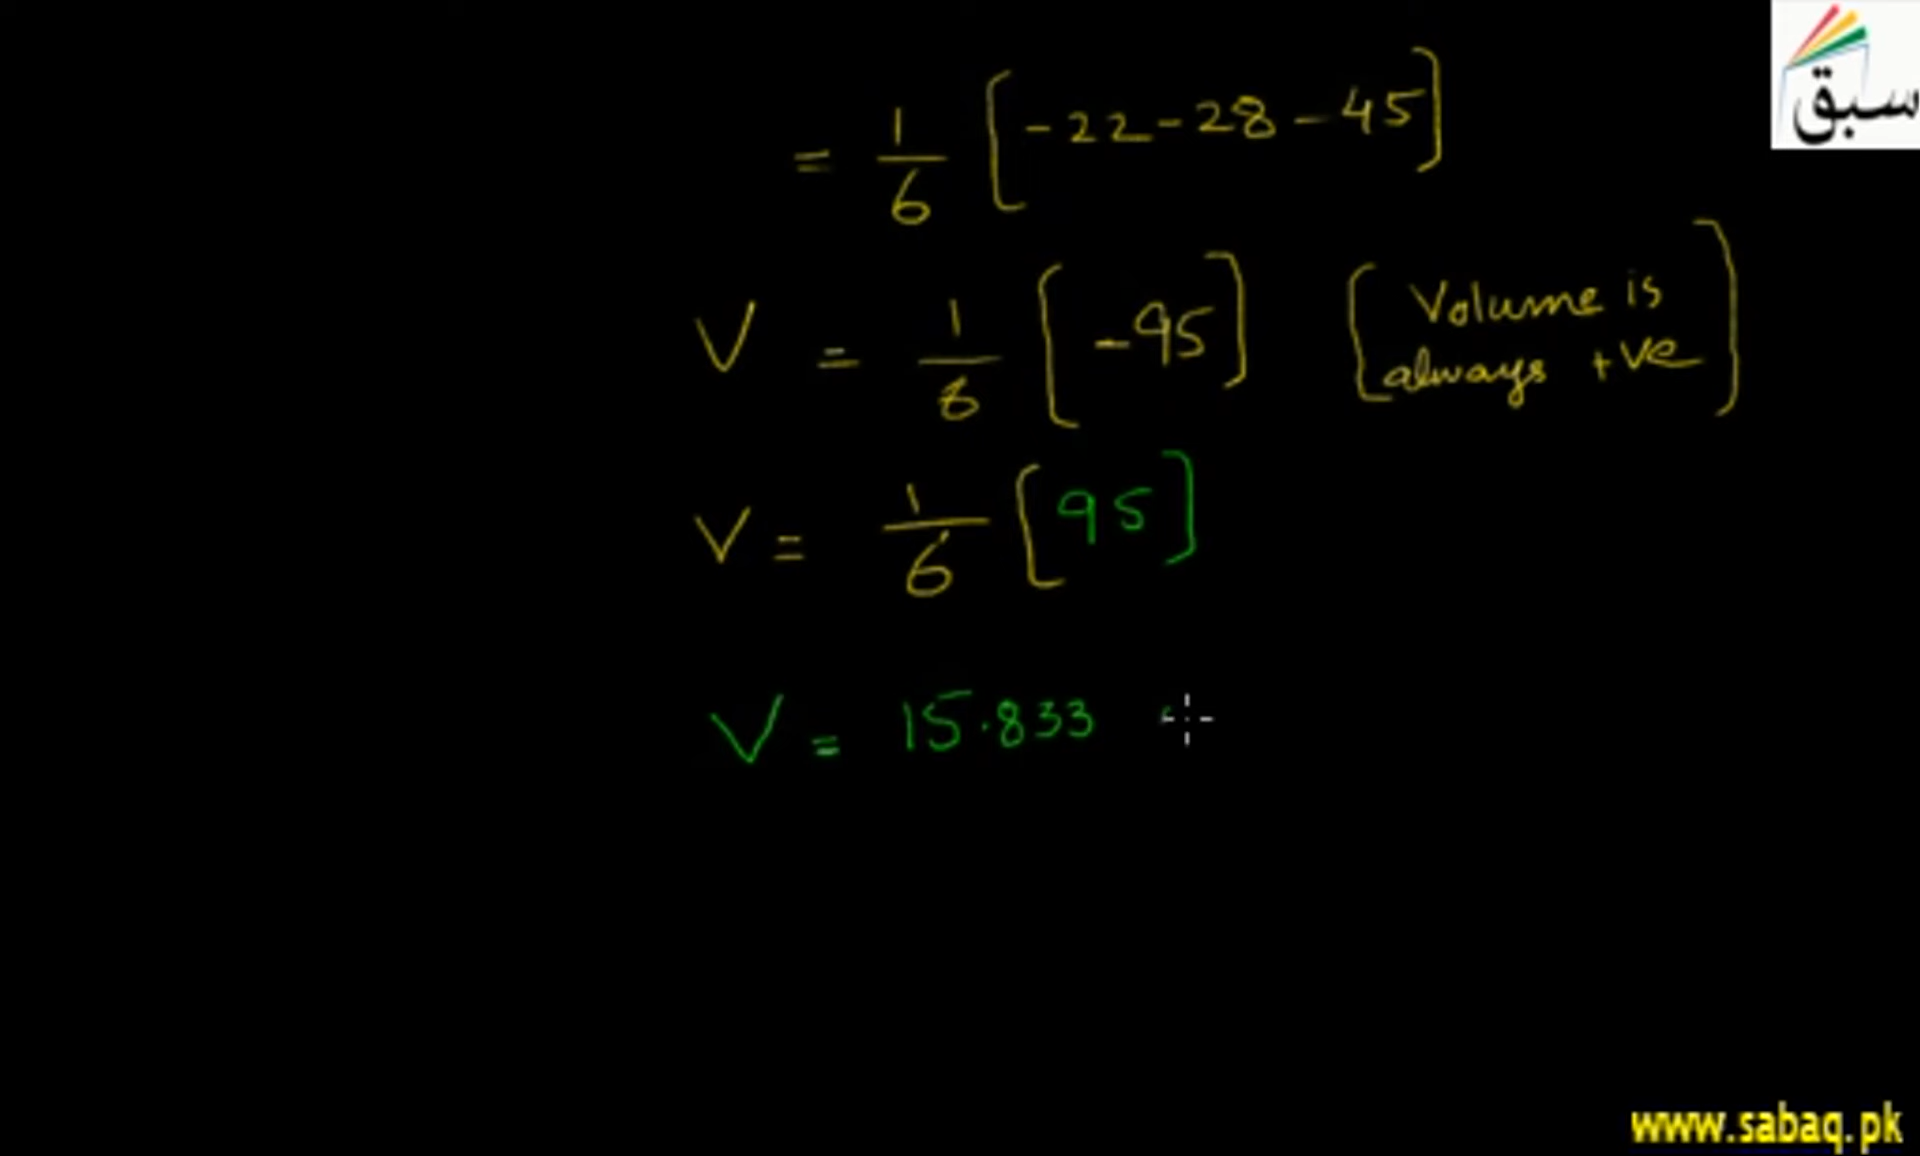 سبق
= 1/6 [-22-28-45]
V = 1/8 [-95] [Volume is
always +ve]
V = 1/6 [95]
V = 15.833
www.sabaq.pk